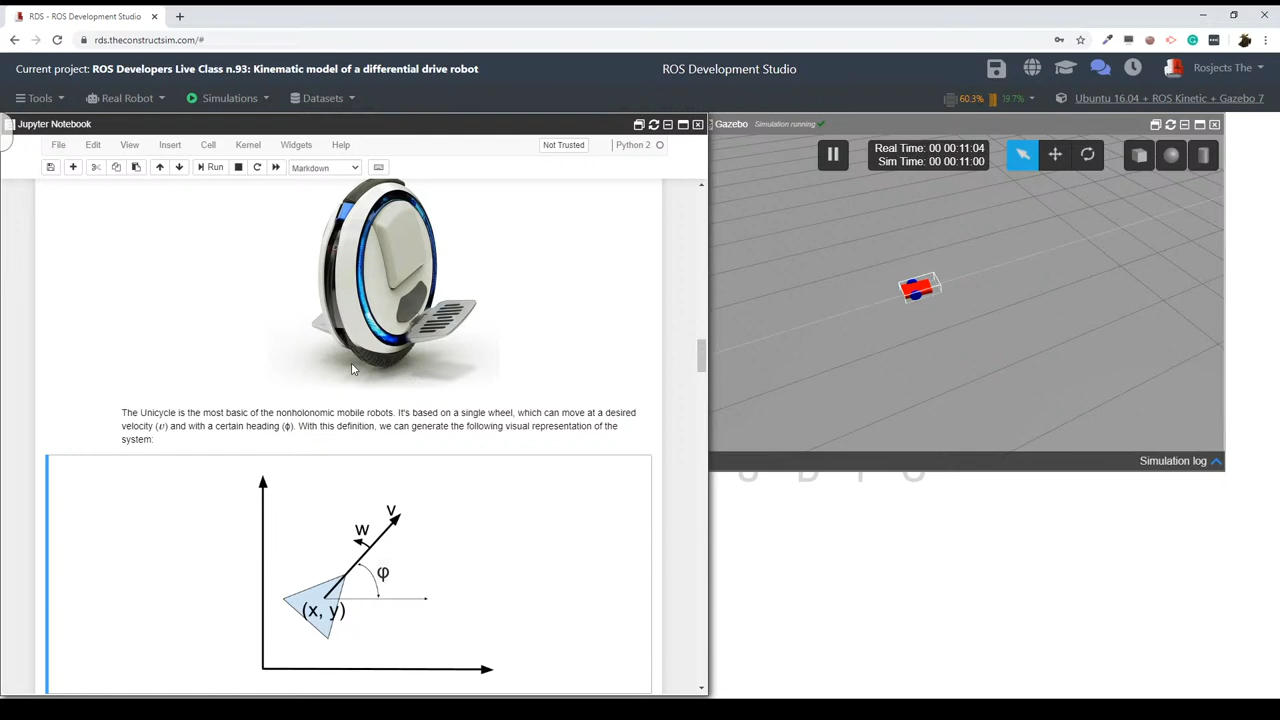 RDS - ROS Development Studio
rds.theconstructsim.com/#
Current project: ROS Developers Live Class n.93: Kinematic model of a differential drive robot
ROS Development Studio
Rosjects The
Tools
Real Robot
Simulations
Datasets
60.3%
19.7%
Ubuntu 16.04 + ROS Kinetic + Gazebo 7
Jupyter Notebook
Gazebo
Simulation running
File
Edit
View
Insert
Cell
Kernel
Widgets
Help
Not Trusted
Python 2
Run
Markdown
Real Time: 00 00:11:04
Sim Time: 00 00:11:00
The Unicycle is the most basic of the nonholonomic mobile robots. It's based on a single wheel, which can move at a desired
velocity (v) and with a certain heading (ϕ). With this definition, we can generate the following visual representation of the
system:
v
w
φ
(x, y)
Simulation log